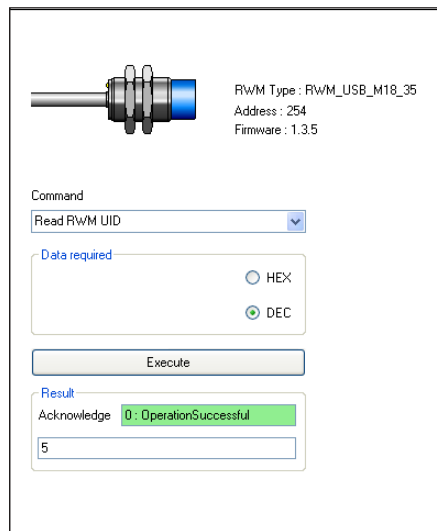 RWM Type : RWM_USB_M18_35
Address : 254
Firmware : 1.3.5
Command
Read RWM UID
Data required
HEX
DEC
Execute
Result
Acknowledge 0 : OperationSuccessful
5